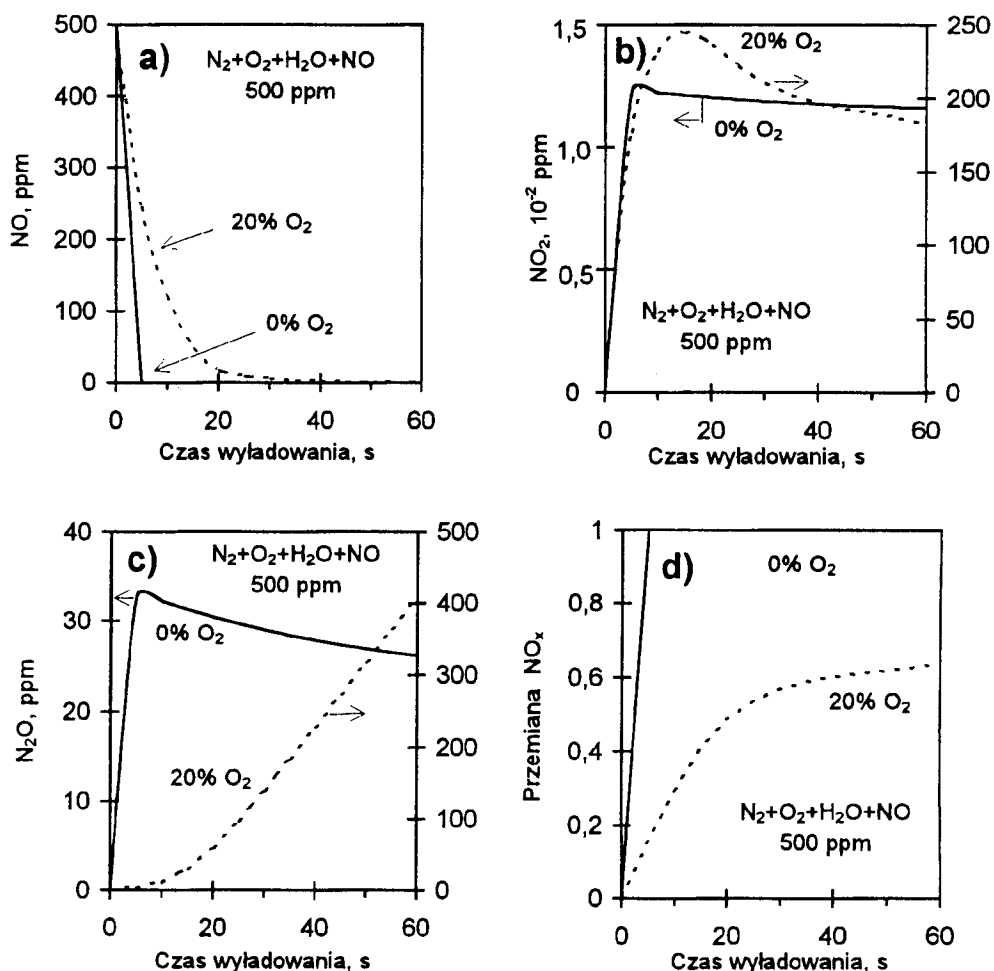 a)
N₂+O₂+H₂O+NO
500 ppm
20% O₂
0% O₂
NO, ppm
500
400
300
200
100
0
0 20 40 60
Czas wyładowania, s
b)
20% O₂
0% O₂
N₂+O₂+H₂O+NO
500 ppm
NO₂, 10⁻² ppm
1,5
1,0
0,5
0
250
200
150
100
50
0
0 20 40 60
Czas wyładowania, s
c)
N₂+O₂+H₂O+NO
500 ppm
0% O₂
20% O₂
N₂O, ppm
40
30
20
10
0
500
400
300
200
100
0
0 20 40 60
Czas wyładowania, s
d)
0% O₂
20% O₂
N₂+O₂+H₂O+NO
500 ppm
Przemiana NOₓ
1
0,8
0,6
0,4
0,2
0
0 20 40 60
Czas wyładowania, s